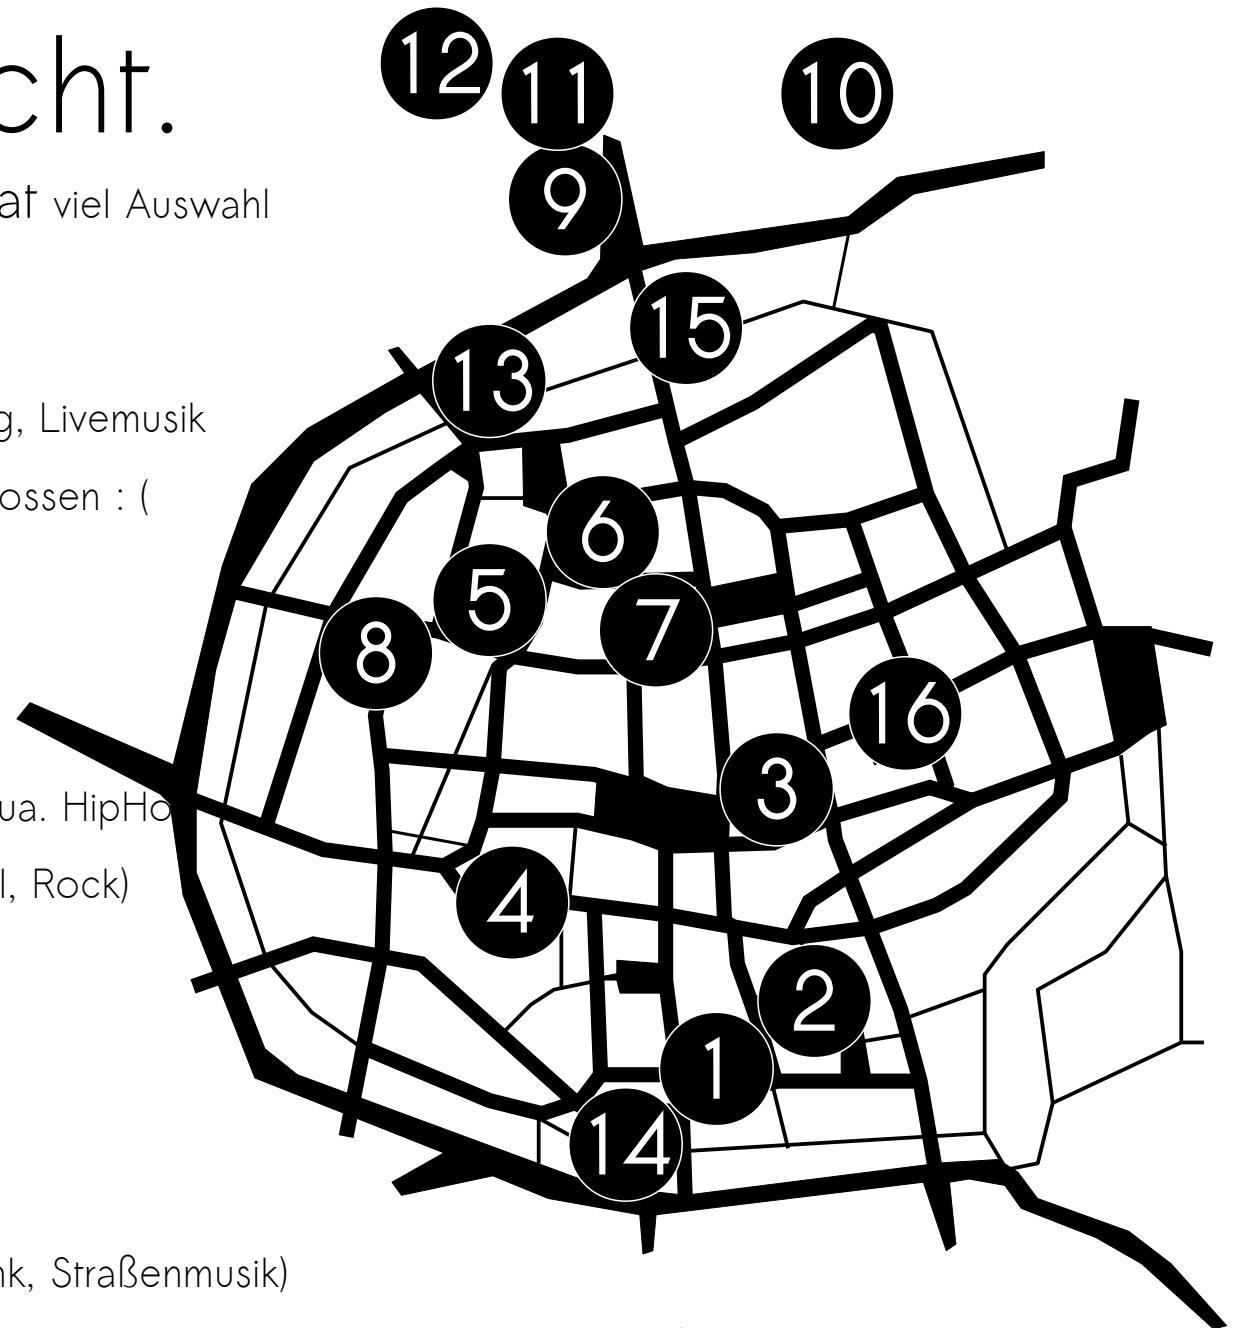 12
11
10
cht.
9
at viel Auswahl
15
13
g, Livemusik
ossen : (
6
5
7
8
16
3
ua. HipHo
l, Rock)
4
2
1
14
nk, Straßenmusik)